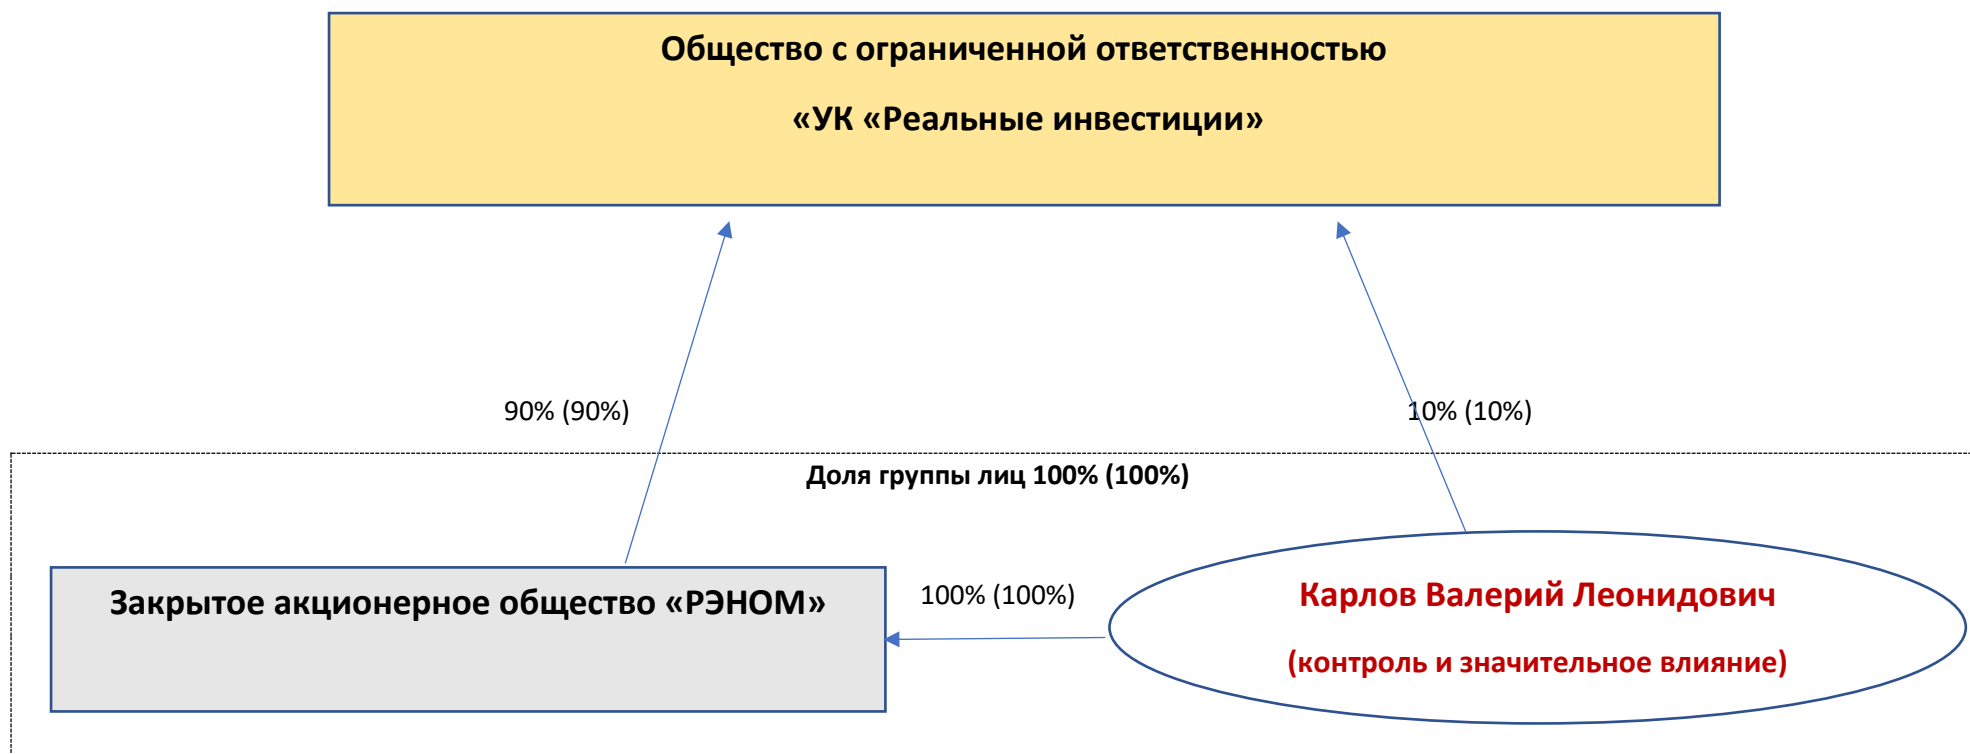 Общество с ограниченной ответственностью
«УК «Реальные инвестиции»
90% (90%)
10% (10%)
Доля группы лиц 100% (100%)
Закрытое акционерное общество «РЭНОМ»
100% (100%)
Карлов Валерий Леонидович
(контроль и значительное влияние)